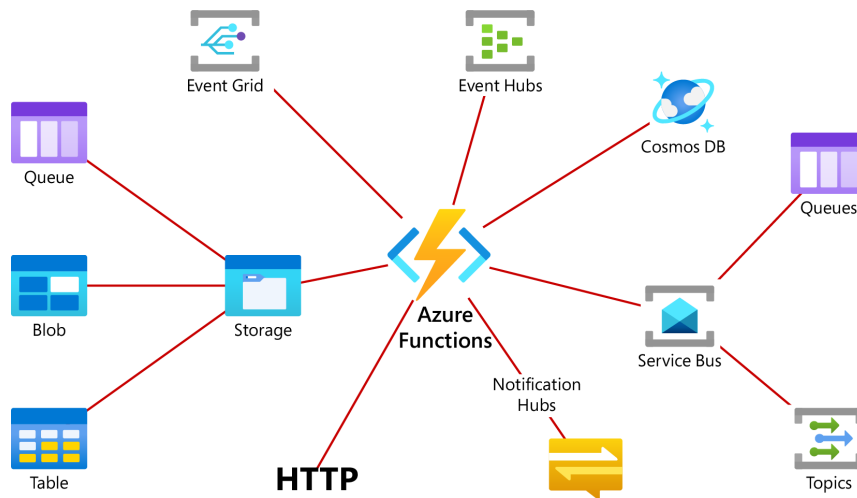 Event Grid
Event Hubs
Cosmos DB
Queue
Queues
Blob
Storage
Azure
Functions
Service Bus
Notification
Hubs
Table
HTTP
Topics